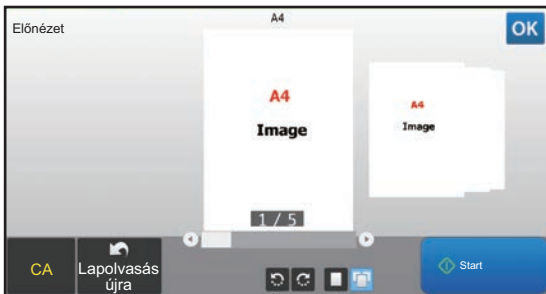 Előnézet
A4
OK
A4
Image
A4
Image
1 / 5
CA
Lapolvasás
újra
Start